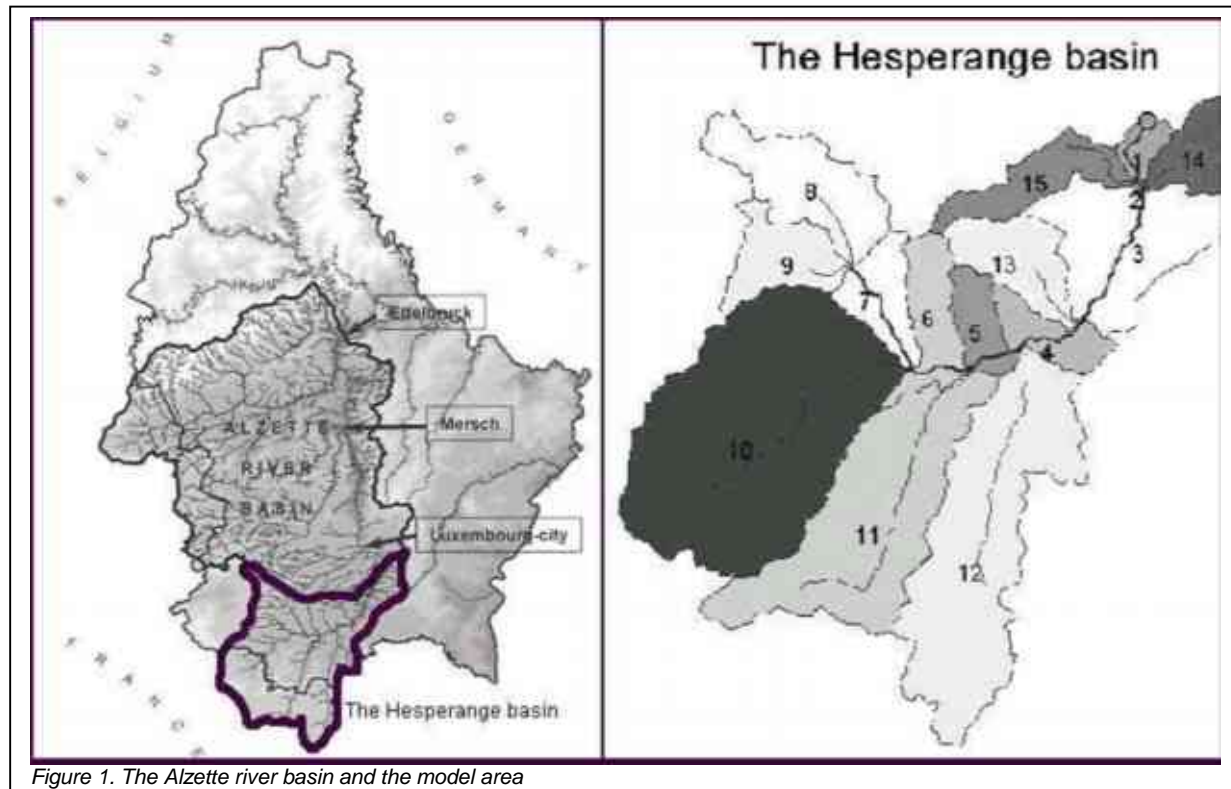 BELGIUM
GERMANY
Ettelbruck
ALZETTE
Mersch
RIVER
BASIN
Luxembourg-city
FRANCE
The Hesperange basin
The Hesperange basin
1
14
15
2
8
3
13
9
7
6
5
4
10
11
12
Figure 1. The Alzette river basin and the model area